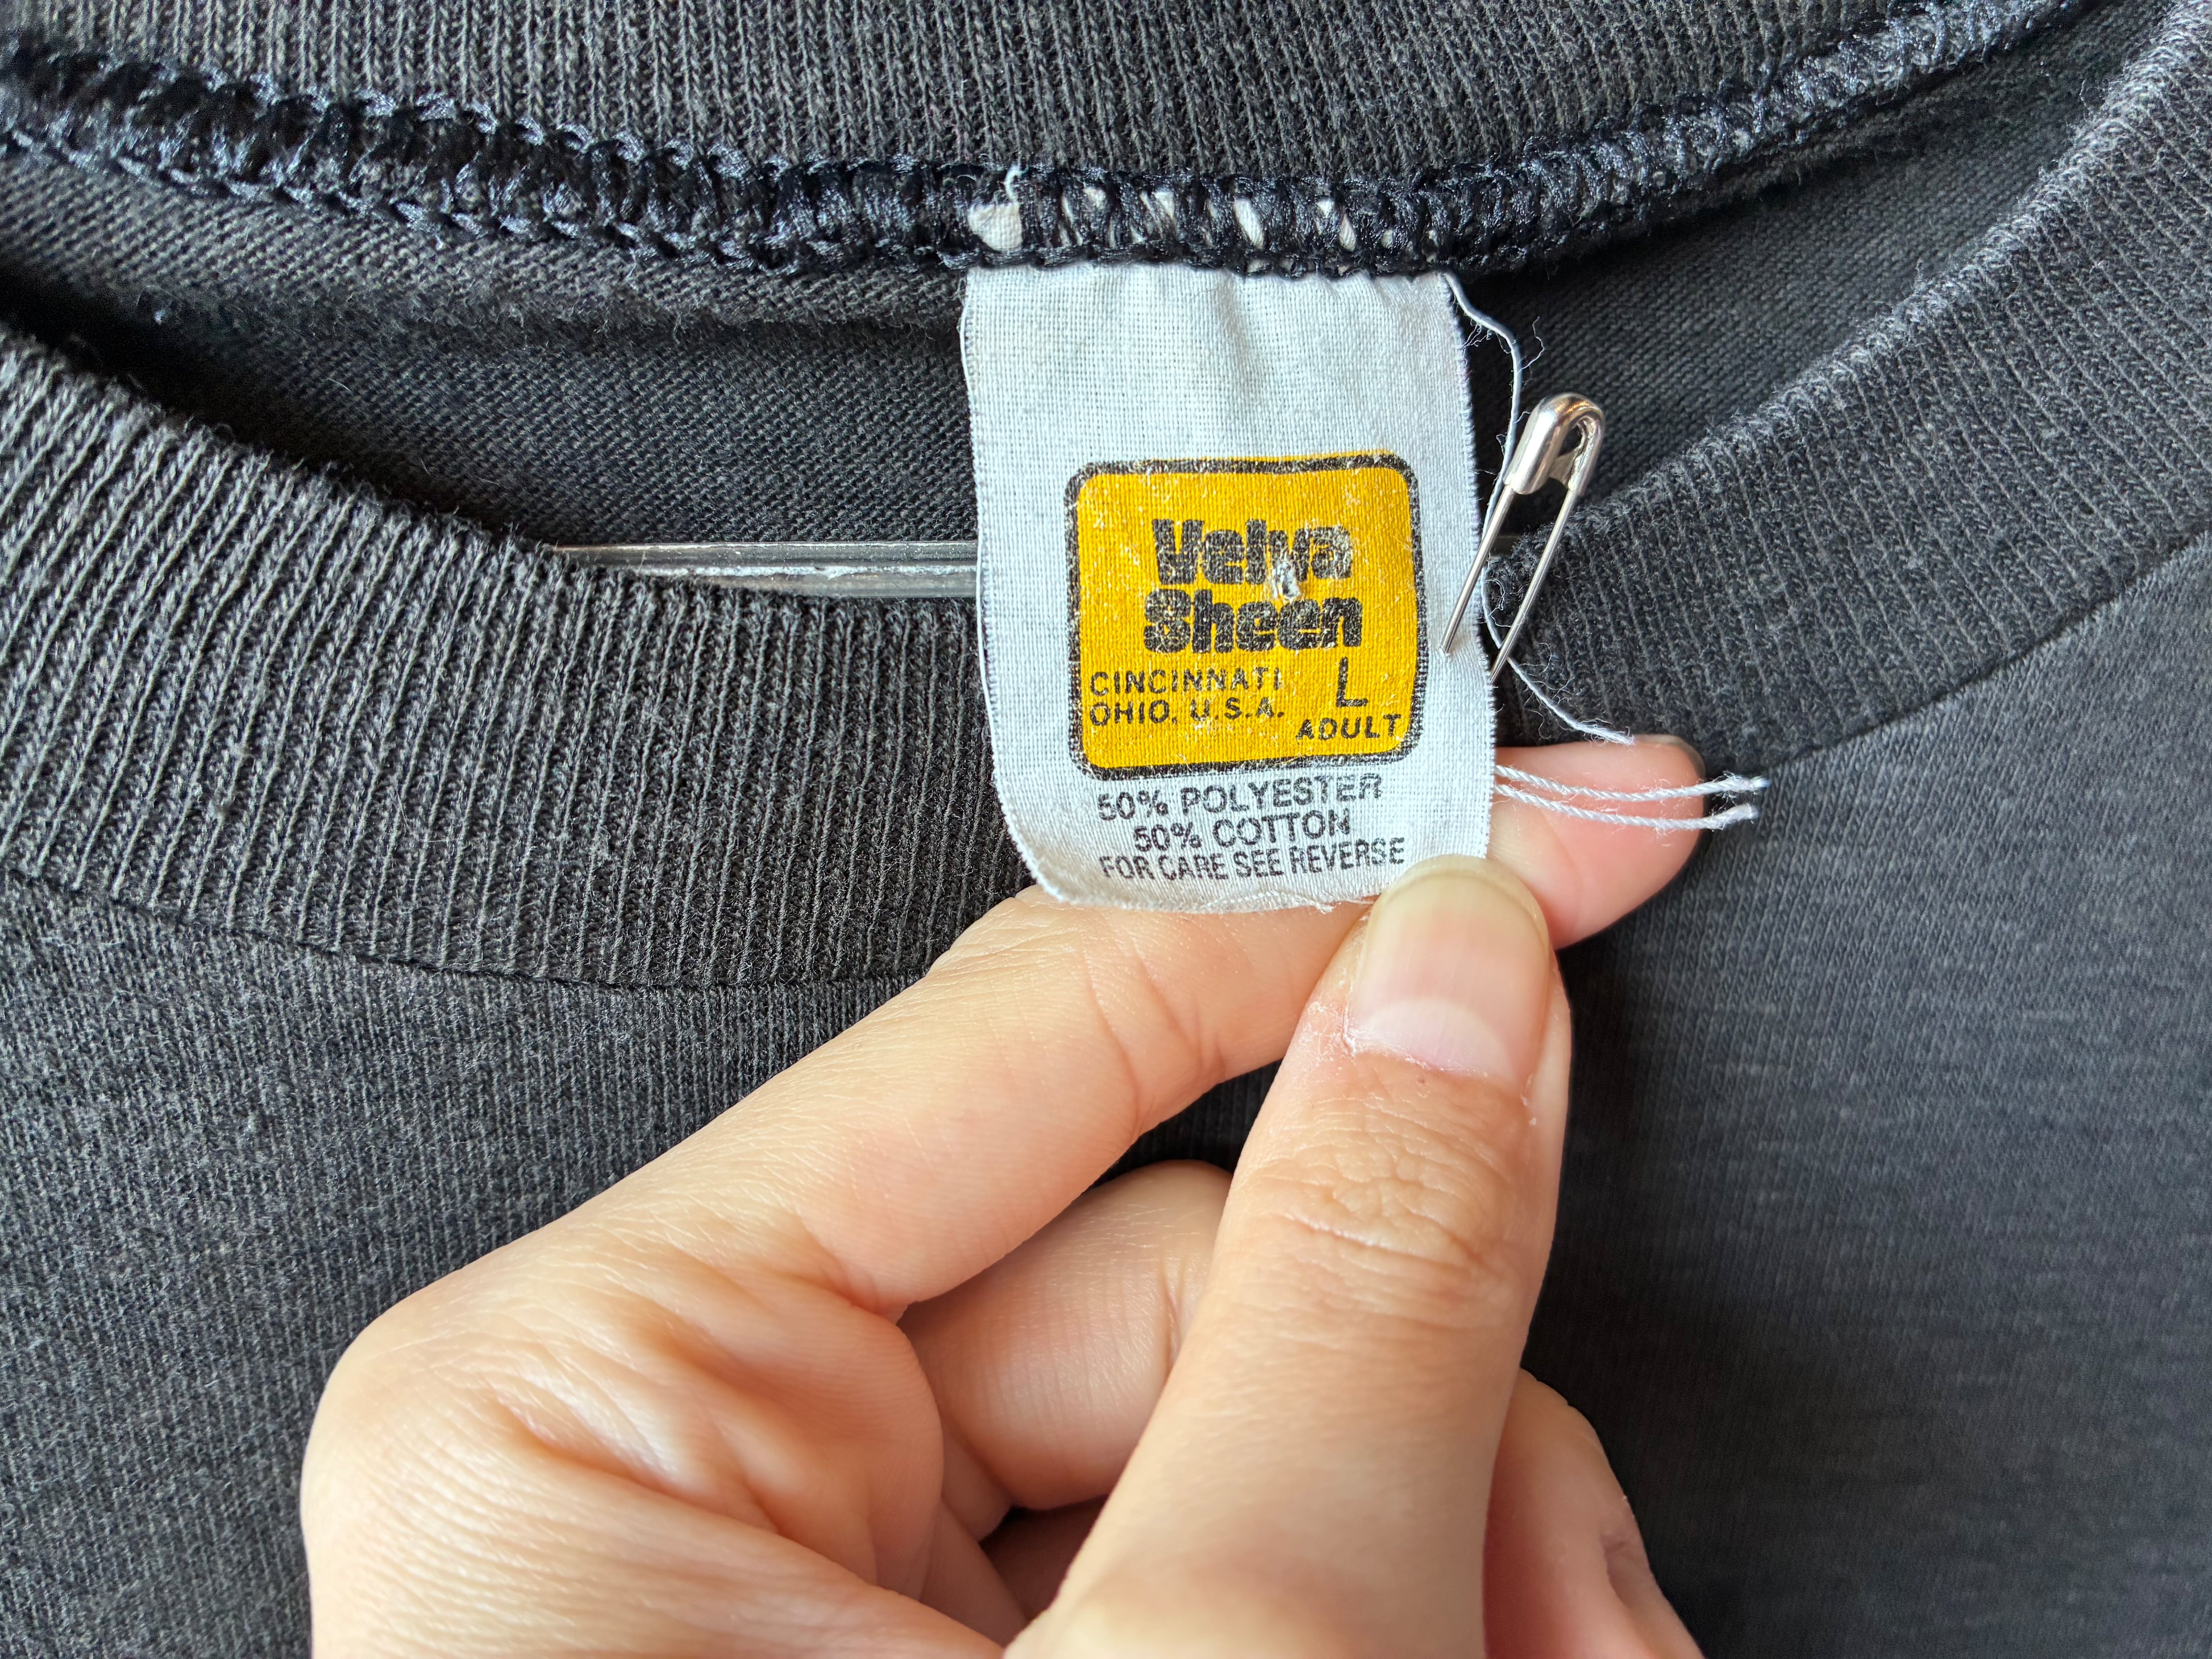 Velva
Sheen
CINCINNATI
OHIO, U.S.A.
L
ADULT
50% POLYESTER
50% COTTON
FOR CARE SEE REVERSE